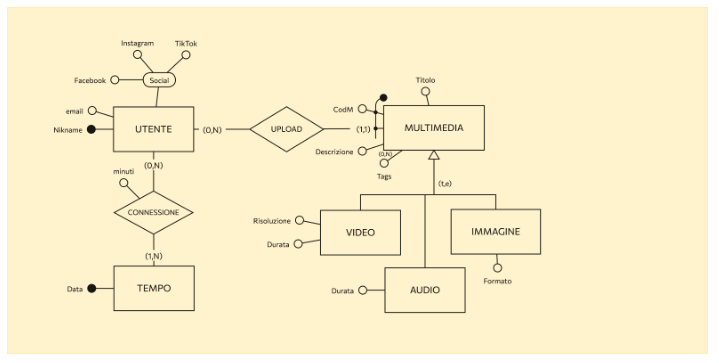 Instagram
TikTok
Facebook
Social
email
Nikname
UTENTE
(0,N)
UPLOAD
(1,1)
CodM
Titolo
MULTIMEDIA
Descrizione
(0,N)
Tags
(0,N)
minuti
CONNESSIONE
(1,N)
Data
TEMPO
(t,e)
Risoluzione
Durata
VIDEO
IMMAGINE
Formato
Durata
AUDIO